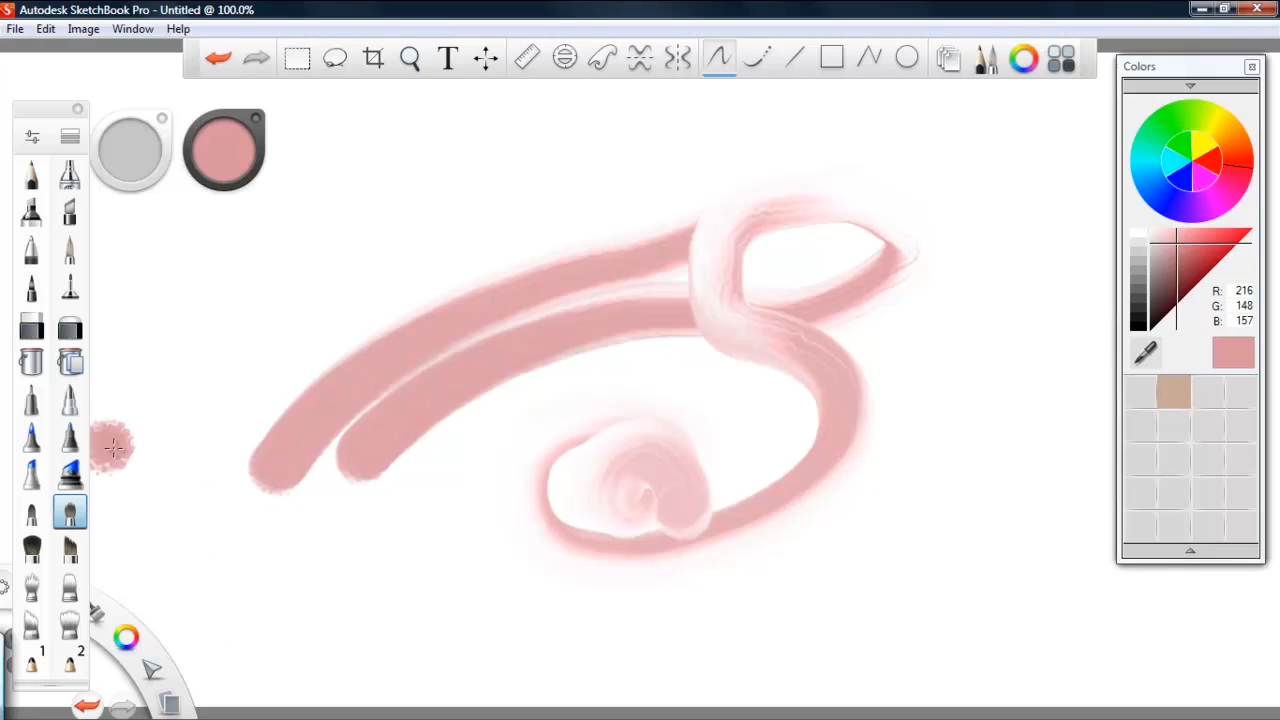 Autodesk SketchBook Pro - Untitled @ 100.0%
File Edit Image Window Help
T
Colors
R: 216
G: 148
B: 157
1 2